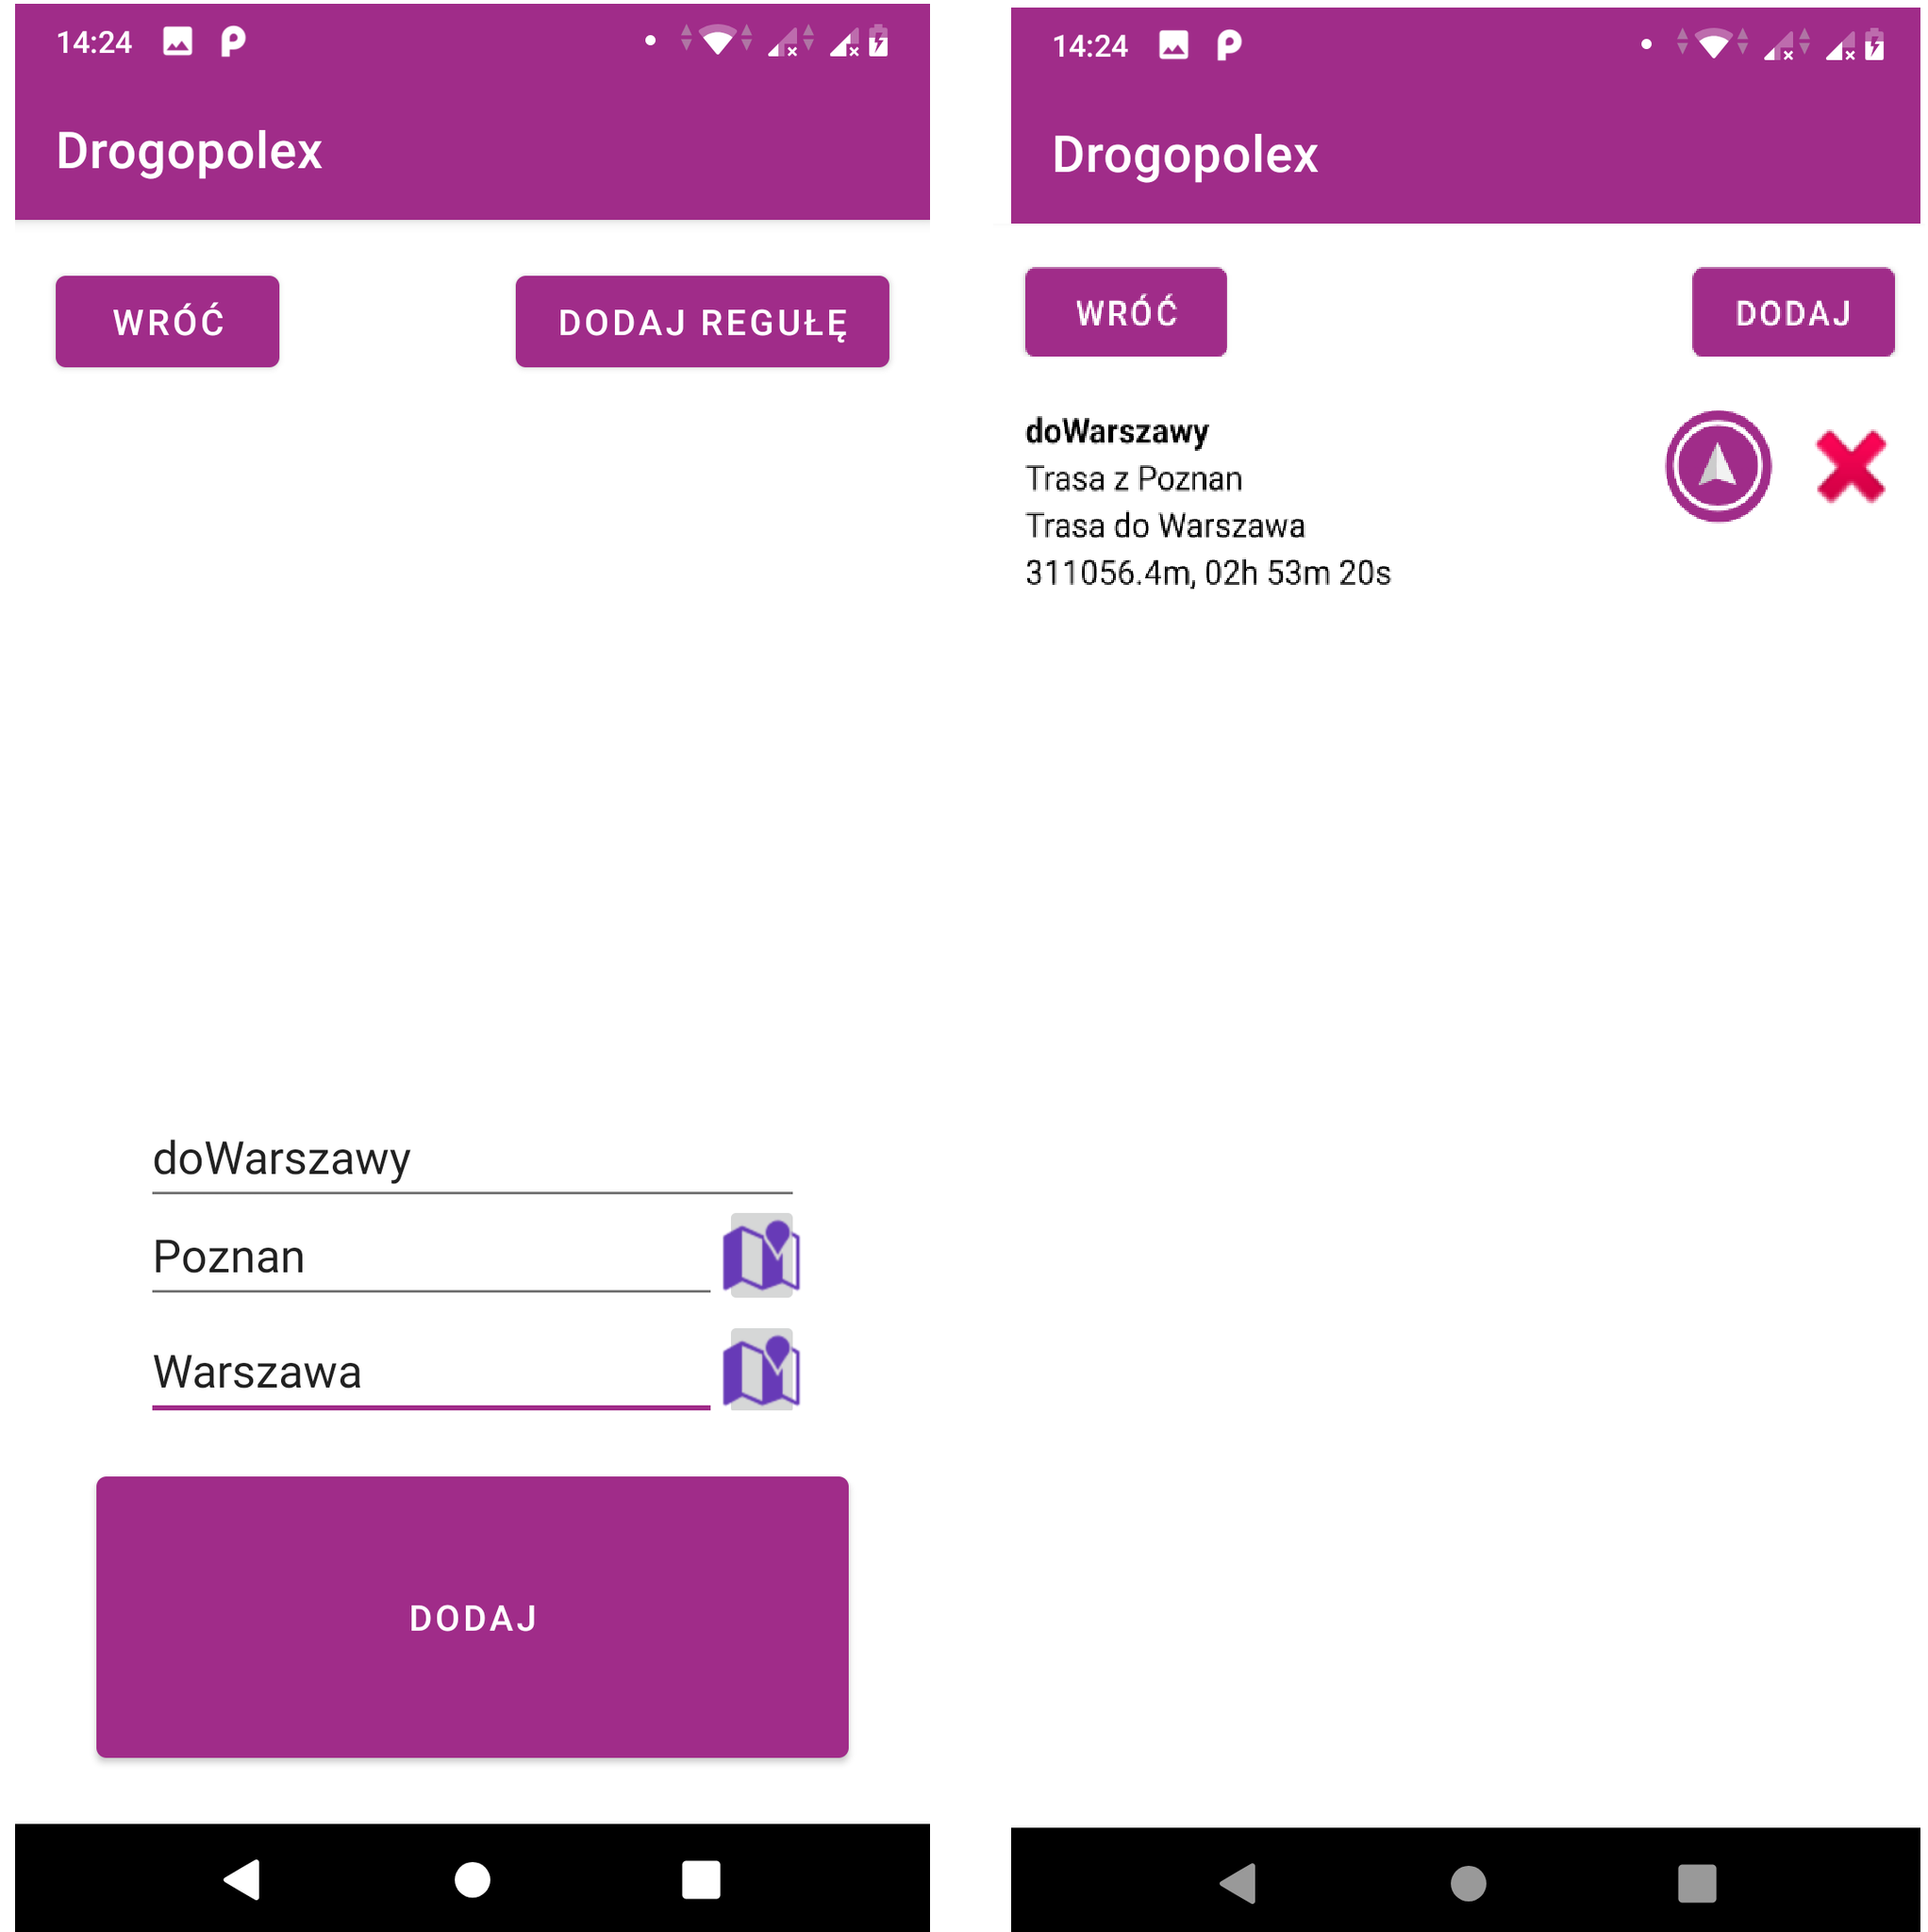 14:24
Drogopolex
WRÓĆ
DODAJ REGUŁĘ
doWarszawy
Poznan
Warszawa
DODAJ
14:24
Drogopolex
WRÓĆ
DODAJ
doWarszawy
Trasa z Poznan
Trasa do Warszawa
311056.4m, 02h 53m 20s